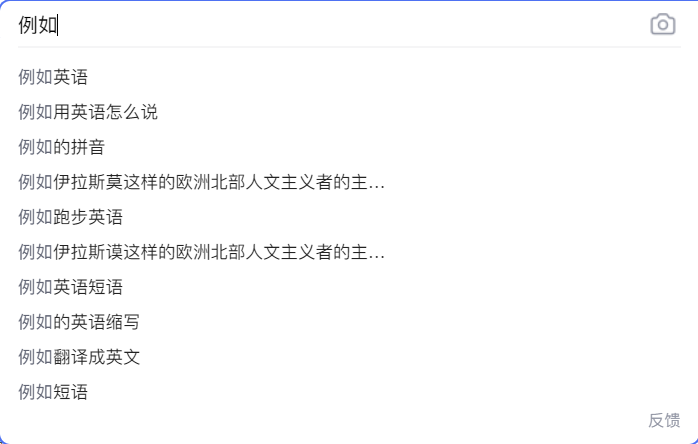 例如
例如英语
例如用英语怎么说
例如的拼音
例如伊拉斯莫这样的欧洲北部人文主义者的主...
例如跑步英语
例如伊拉斯谟这样的欧洲北部人文主义者的主...
例如英语短语
例如的英语缩写
例如翻译成英文
例如短语
反馈